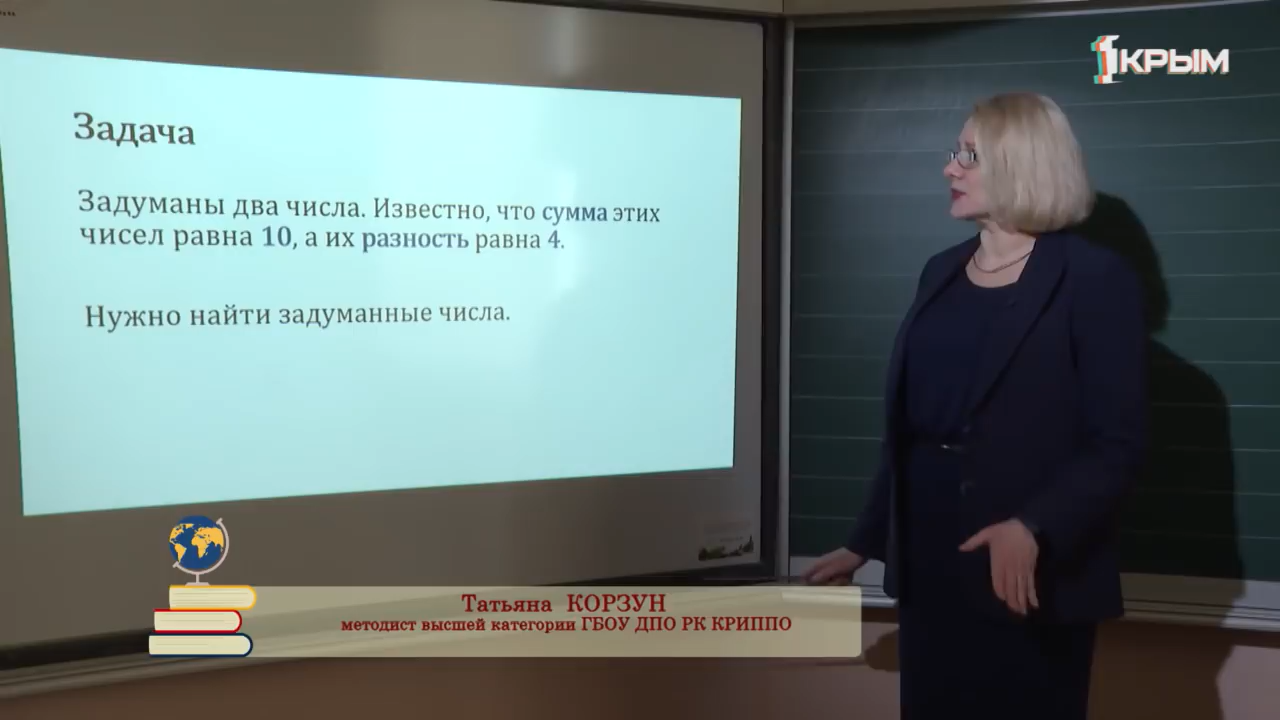 1КРЫМ
Задача
Задуманы два числа. Известно, что сумма этих
чисел равна 10, а их разность равна 4.
Нужно найти задуманные числа.
Татьяна КОРЗУН
методист высшей категории ГБОУ ДПО РК КРИППО